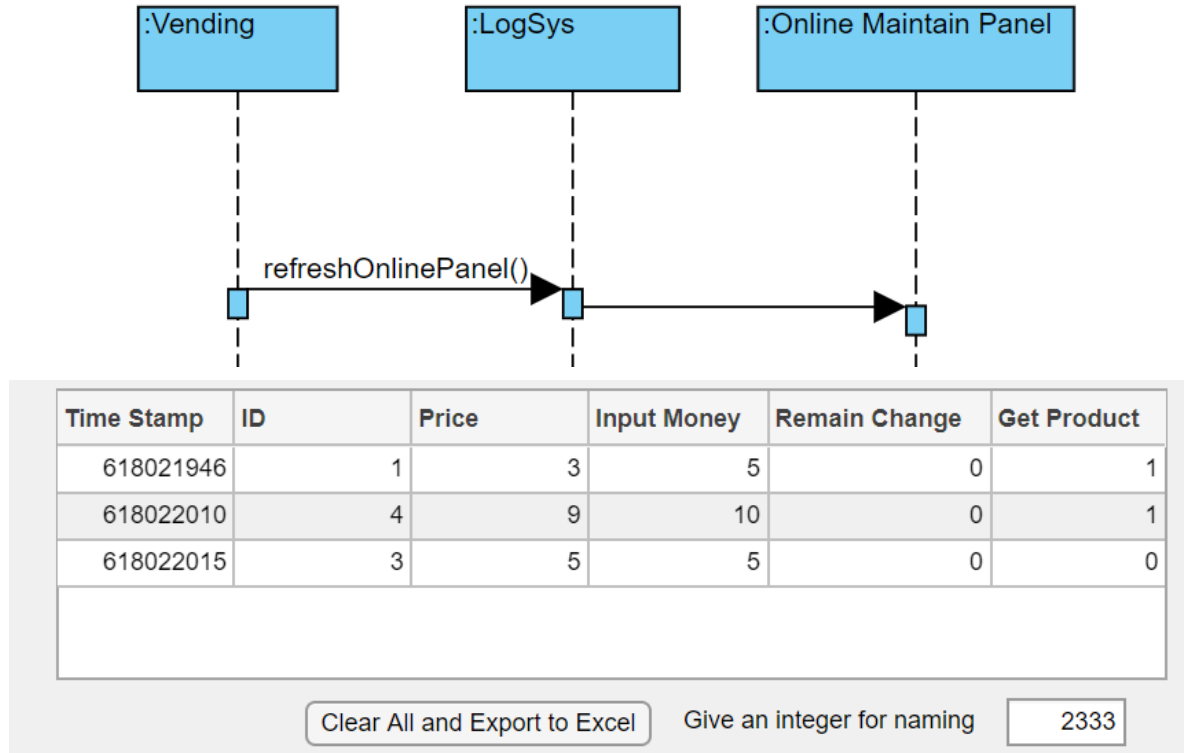 :Vending :LogSys :Online Maintain Panel
refreshOnlinePanel()
Time Stamp ID Price Input Money Remain Change Get Product
618021946 1 3 5 0 1
618022010 4 9 10 0 1
618022015 3 5 5 0 0
Clear All and Export to Excel Give an integer for naming 2333